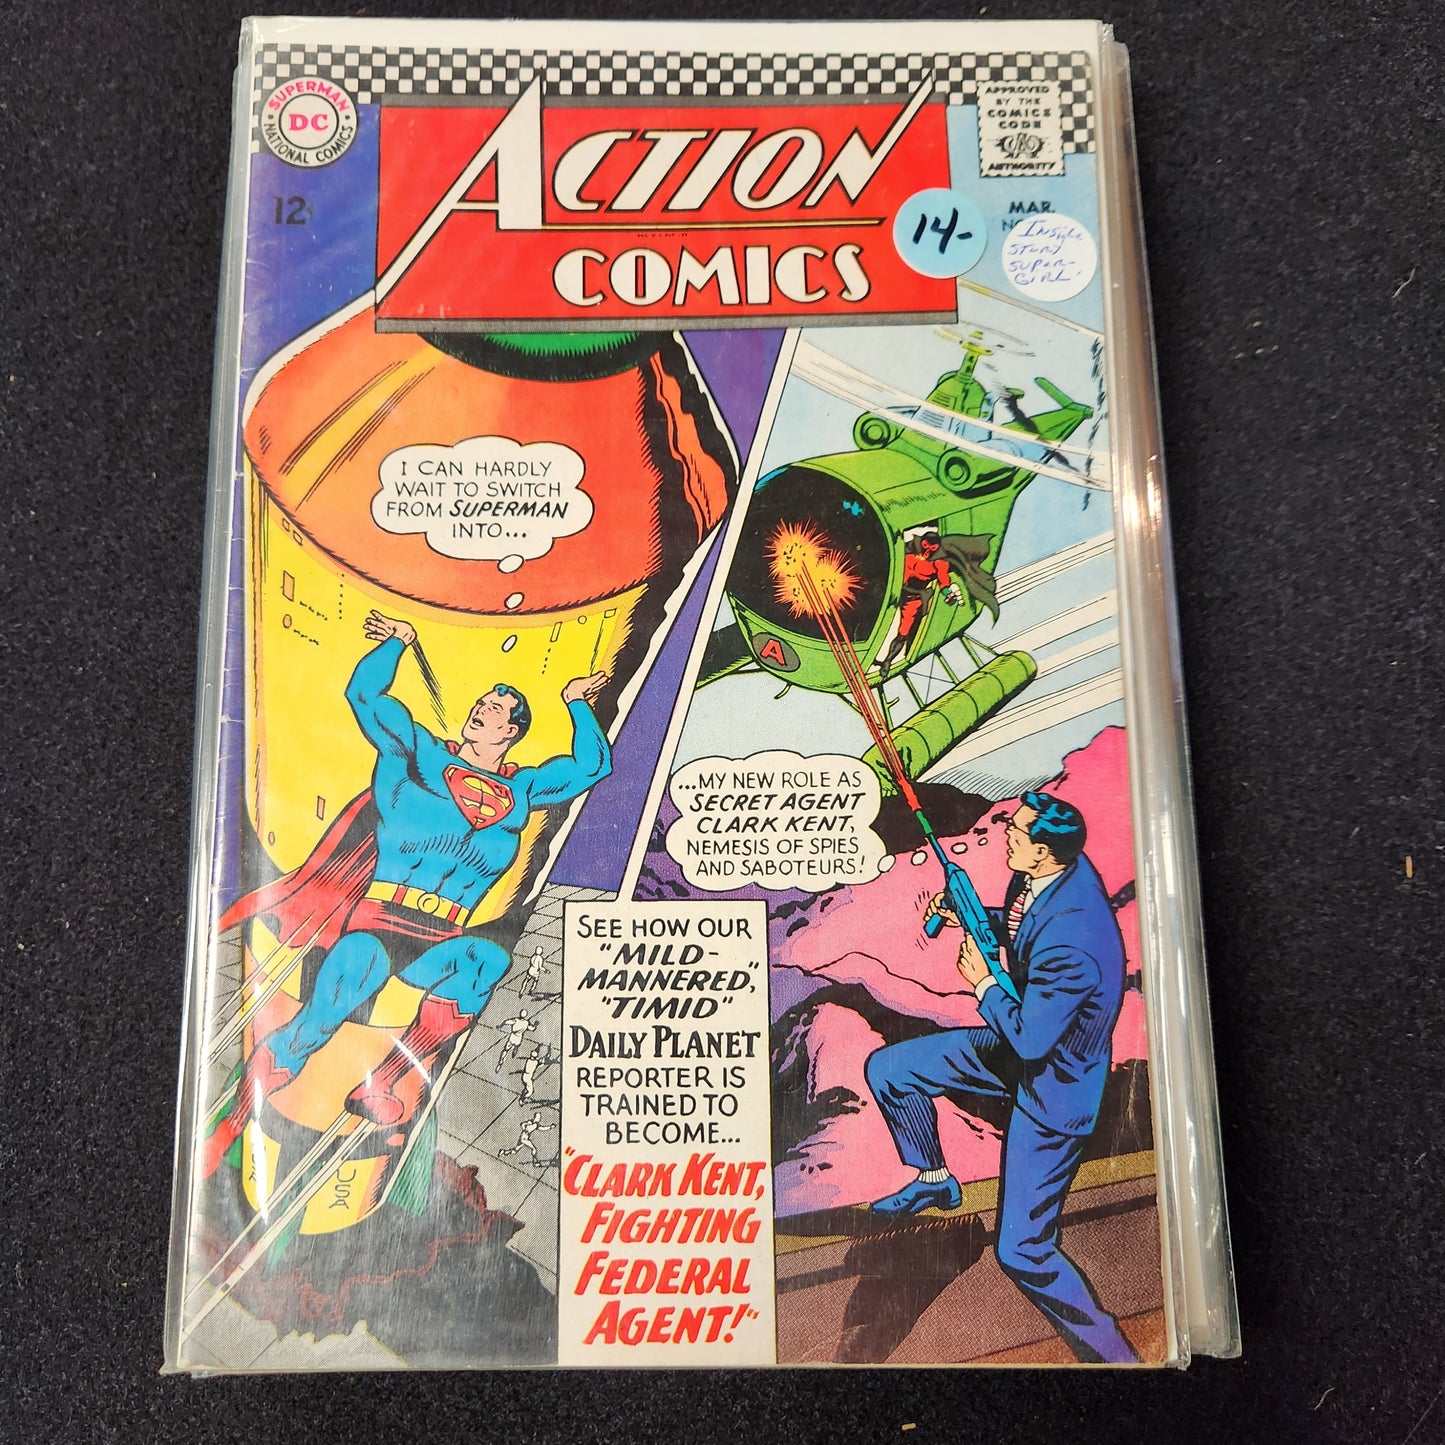 SUPERMAN
DC
NATIONAL COMICS
12¢
ACTION
COMICS
APPROVED
BY THE
COMICS
CODE
AUTHORITY
MAR.
14-
Inside
STORY
SUPER-
GIRL!
I CAN HARDLY
WAIT TO SWITCH
FROM SUPERMAN
INTO...
A
...MY NEW ROLE AS
SECRET AGENT
CLARK KENT,
NEMESIS OF SPIES
AND SABOTEURS!
SEE HOW OUR
"MILD-
MANNERED",
"TIMID"
DAILY PLANET
REPORTER IS
TRAINED TO
BECOME...
"CLARK KENT,
FIGHTING
FEDERAL
AGENT!"
USA